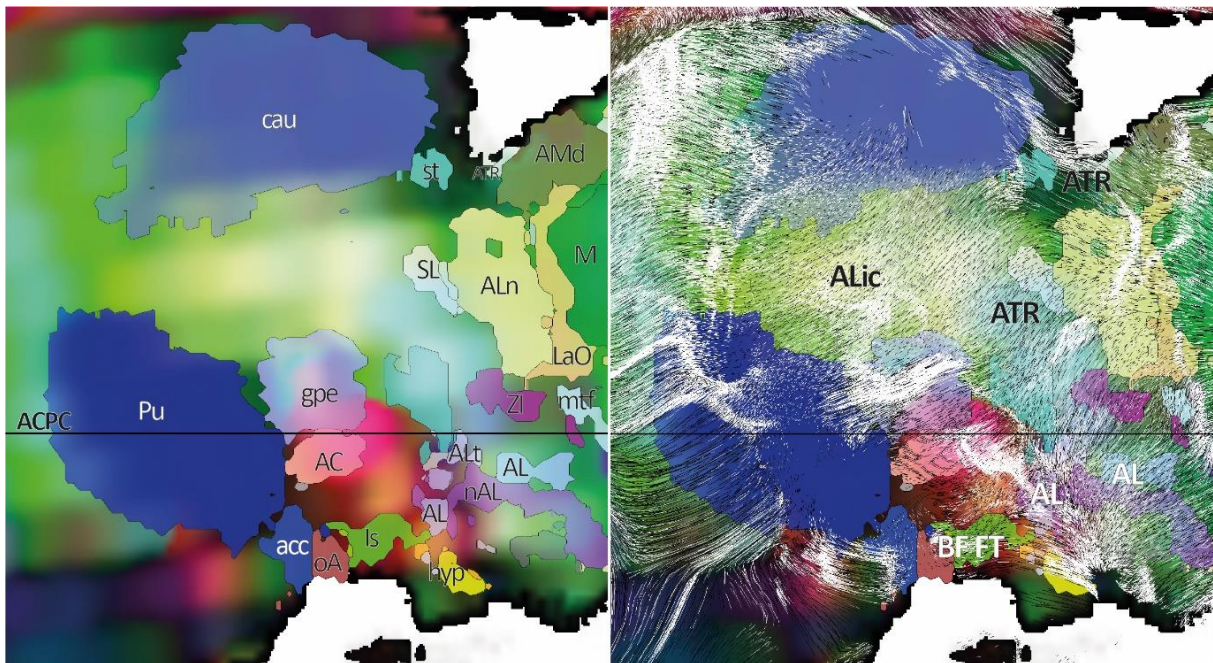 cau
st
ATR
AMd
SL
ALn
M
LaO
gpe
Pu
ZI
mtf
ACPC
AC
ALt
AL
nAL
AL
acc
oA
Is
hyp
ATR
ALic
ATR
AL
AL
BF FT